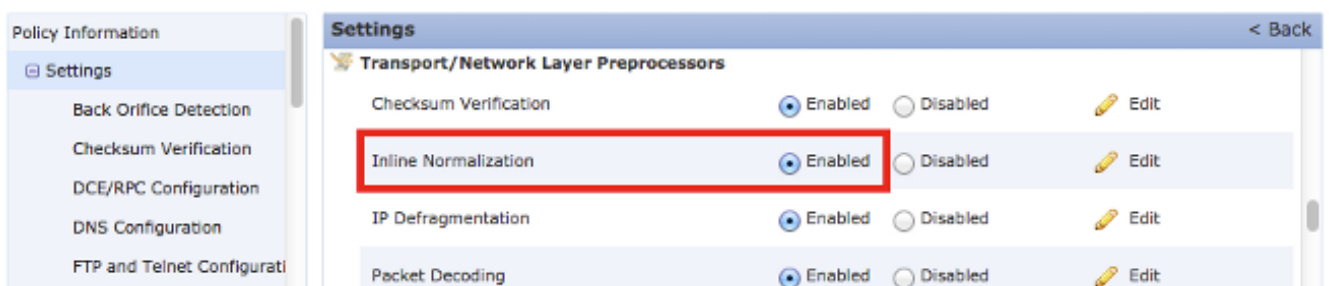 Policy Information
Settings
Back Orifice Detection
Checksum Verification
DCE/RPC Configuration
DNS Configuration
FTP and Telnet Configurati
Settings < Back
Transport/Network Layer Preprocessors
Checksum Verification Enabled Disabled Edit
Inline Normalization Enabled Disabled Edit
IP Defragmentation Enabled Disabled Edit
Packet Decoding Enabled Disabled Edit